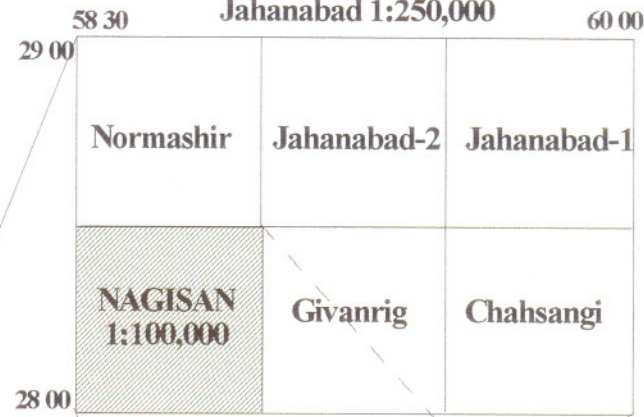 Jahanabad 1:250,000
58 30 60 00
29 00
Normashir Jahanabad-2 Jahanabad-1
NAGISAN
1:100,000
Givanrig Chahsangi
28 00